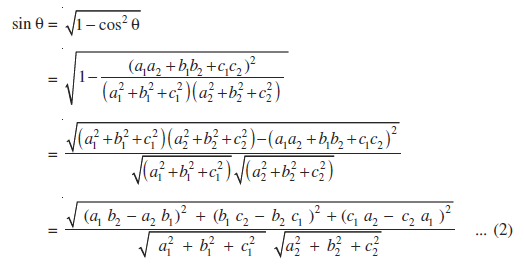 sin θ = √(1 − cos² θ)
= √(1 − (a₁a₂ + b₁b₂ + c₁c₂)² / ((a₁² + b₁² + c₁²)(a₂² + b₂² + c₂²)))
= √((a₁² + b₁² + c₁²)(a₂² + b₂² + c₂²) − (a₁a₂ + b₁b₂ + c₁c₂)²) / (√(a₁² + b₁² + c₁²) √(a₂² + b₂² + c₂²))
= √((a₁ b₂ − a₂ b₁)² + (b₁ c₂ − b₂ c₁)² + (c₁ a₂ − c₂ a₁)²) / (√(a₁² + b₁² + c₁²) √(a₂² + b₂² + c₂²)) ... (2)